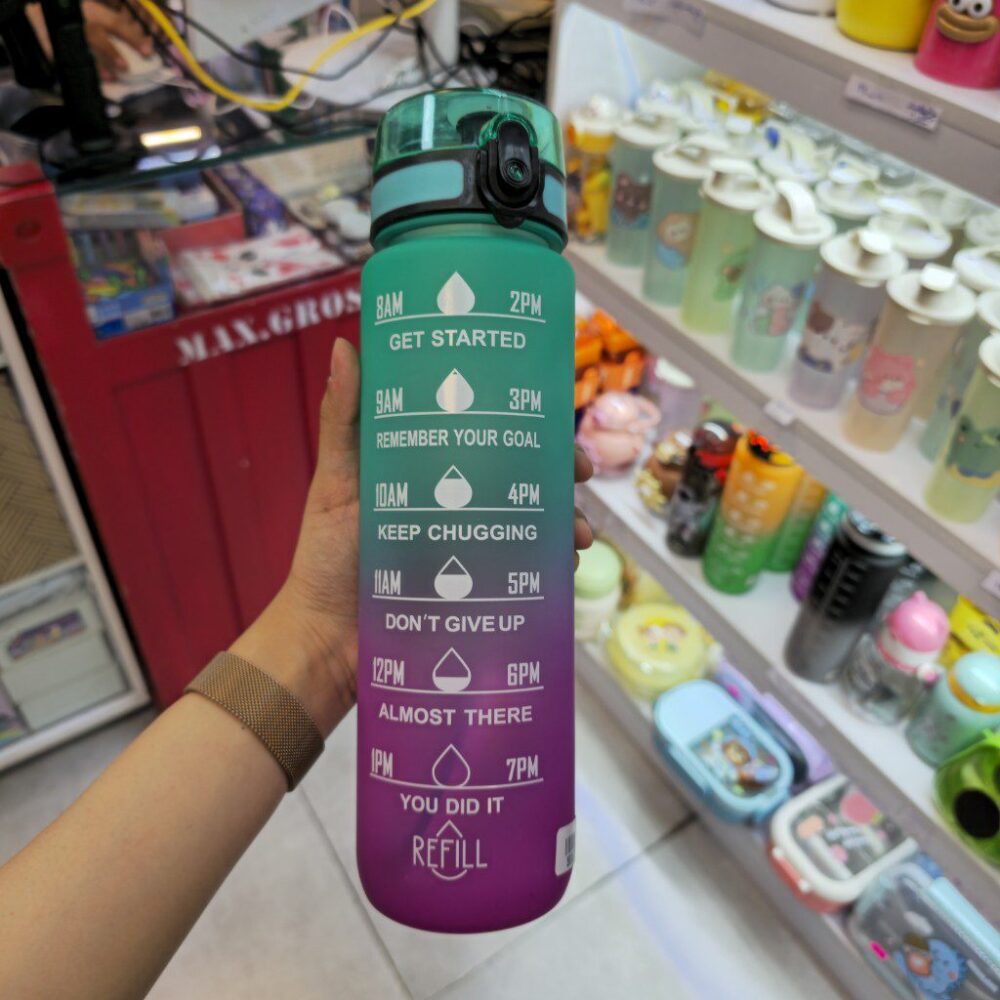 MAX.GROS
8AM 2PM
GET STARTED
9AM 3PM
REMEMBER YOUR GOAL
10AM 4PM
KEEP CHUGGING
11AM 5PM
DON'T GIVE UP
12PM 6PM
ALMOST THERE
1PM 7PM
YOU DID IT
REFILL